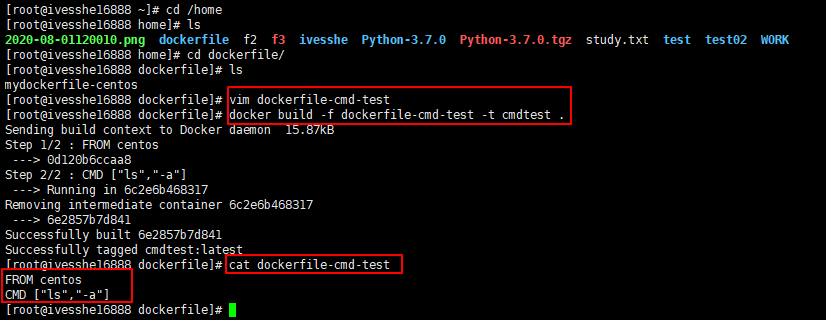 [root@ivesshe16888 ~]# cd /home
[root@ivesshe16888 home]# ls
2020-08-01120010.png dockerfile f2 f3 ivesshe Python-3.7.0 Python-3.7.0.tgz study.txt test test02 WORK
[root@ivesshe16888 home]# cd dockerfile/
[root@ivesshe16888 dockerfile]# ls
mydockerfile-centos
[root@ivesshe16888 dockerfile]# vim dockerfile-cmd-test
[root@ivesshe16888 dockerfile]# docker build -f dockerfile-cmd-test -t cmdtest .
Sending build context to Docker daemon 15.87kB
Step 1/2 : FROM centos
---> 0d120b6ccaa8
Step 2/2 : CMD ["ls","-a"]
---> Running in 6c2e6b468317
Removing intermediate container 6c2e6b468317
---> 6e2857b7d841
Successfully built 6e2857b7d841
Successfully tagged cmdtest:latest
[root@ivesshe16888 dockerfile]# cat dockerfile-cmd-test
FROM centos
CMD ["ls","-a"]
[root@ivesshe16888 dockerfile]#